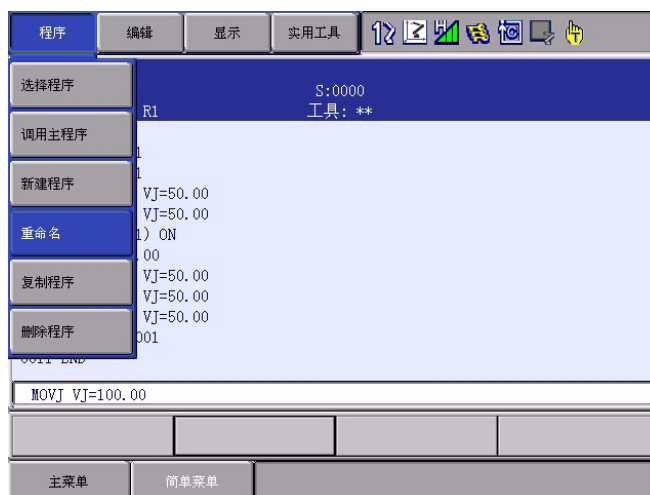 程序 编辑 显示 实用工具
选择程序
S:0000
R1 工具: **
调用主程序
1
1
新建程序
VJ=50.00
VJ=50.00
重命名
1) ON
.00
复制程序
VJ=50.00
VJ=50.00
VJ=50.00
删除程序
001
0011 END
MOVJ VJ=100.00
主菜单 简单菜单